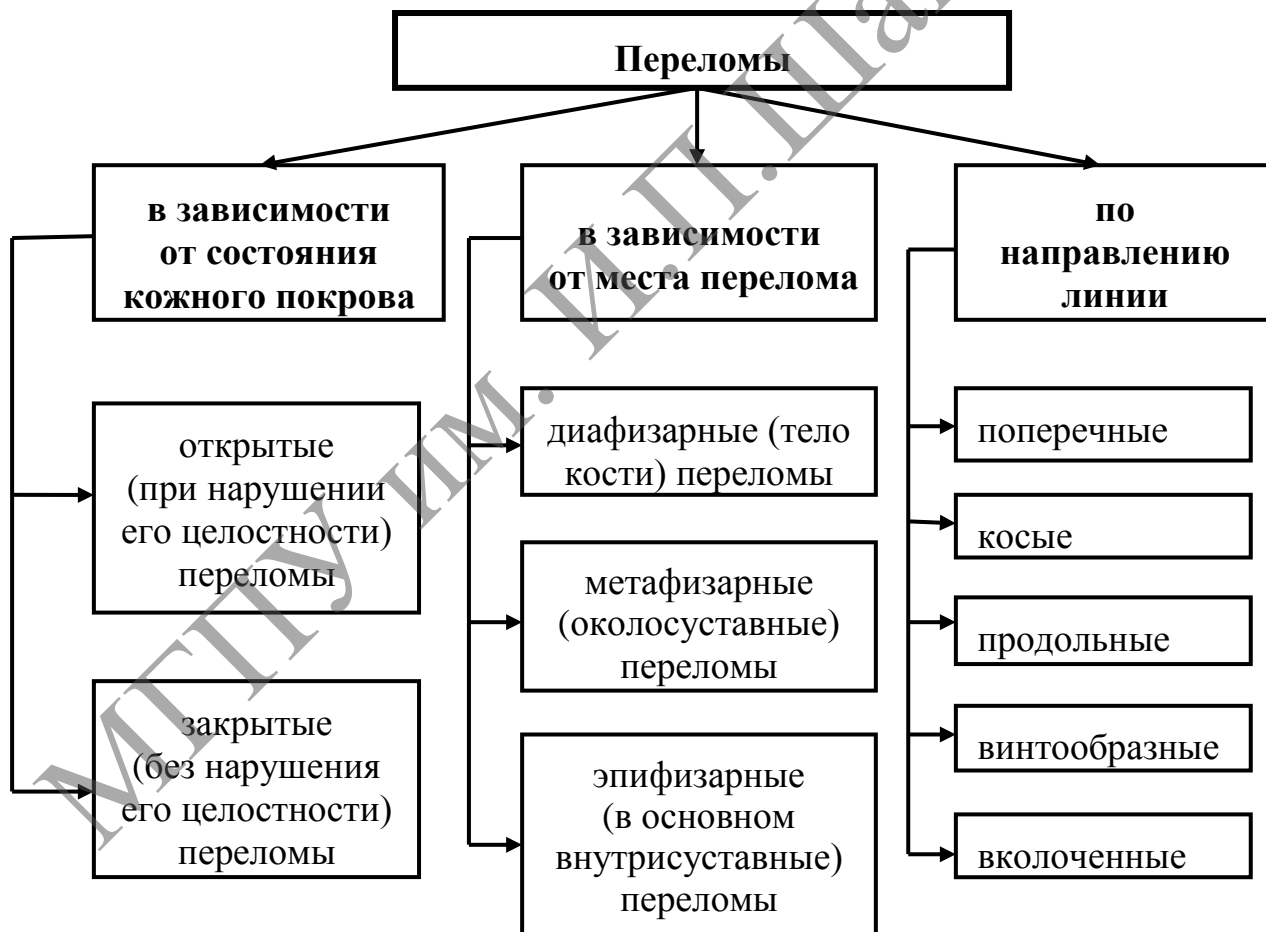 Переломы
в зависимости
от состояния
кожного покрова
открытые
(при нарушении
его целостности)
переломы
закрытые
(без нарушения
его целостности)
переломы
в зависимости
от места перелома
диафизарные (тело
кости) переломы
метафизарные
(околосуставные)
переломы
эпифизарные
(в основном
внутрисуставные)
переломы
по
направлению
линии
поперечные
косые
продольные
винтообразные
вколоченные
МГПУ им. И.П.